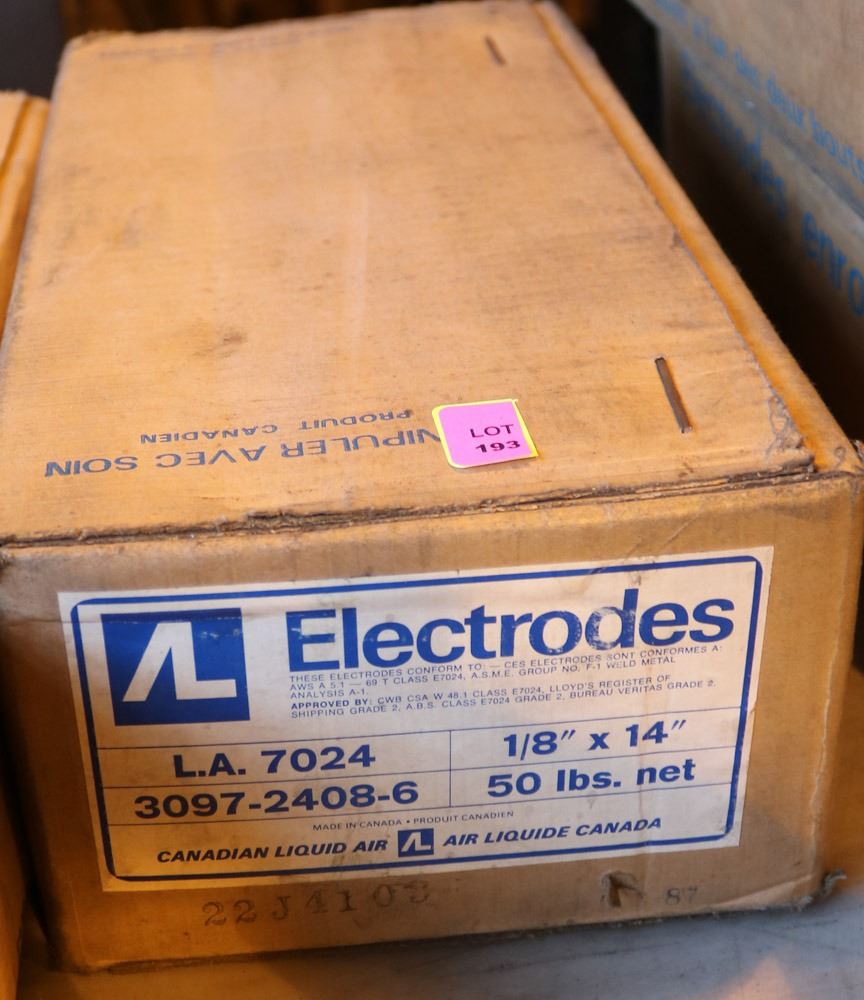 PRODUIT CANADIEN
NIPULER AVEC SOIN
LOT
193
AL Electrodes
THESE ELECTRODES CONFORM TO: — CES ELECTRODES SONT CONFORMES A:
AWS A 5.1 — 69 T CLASS E7024, A.S.M.E. GROUP NO. F-1 WELD METAL
ANALYSIS A-1.
APPROVED BY: CWB CSA W 48.1 CLASS E7024, LLOYD'S REGISTER OF
SHIPPING GRADE 2, A.B.S. CLASS E7024 GRADE 2, BUREAU VERITAS GRADE 2.
L.A. 7024
1/8" x 14"
3097-2408-6
50 lbs. net
MADE IN CANADA • PRODUIT CANADIEN
CANADIAN LIQUID AIR AL AIR LIQUIDE CANADA
22J4103
87